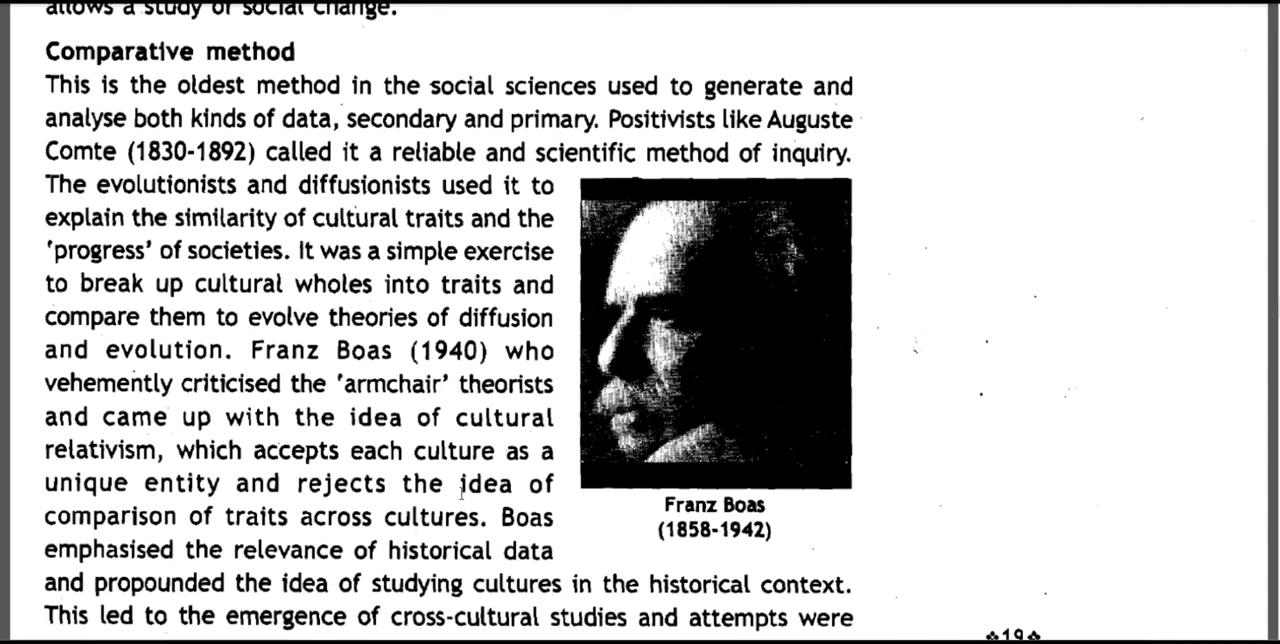 allows a study of social change.
Comparative method
This is the oldest method in the social sciences used to generate and
analyse both kinds of data, secondary and primary. Positivists like Auguste
Comte (1830-1892) called it a reliable and scientific method of inquiry.
The evolutionists and diffusionists used it to
explain the similarity of cultural traits and the
'progress' of societies. It was a simple exercise
to break up cultural wholes into traits and
compare them to evolve theories of diffusion
and evolution. Franz Boas (1940) who
vehemently criticised the 'armchair' theorists
and came up with the idea of cultural
relativism, which accepts each culture as a
unique entity and rejects the idea of
comparison of traits across cultures. Boas
emphasised the relevance of historical data
Franz Boas
(1858-1942)
and propounded the idea of studying cultures in the historical context.
This led to the emergence of cross-cultural studies and attempts were
♣19♣